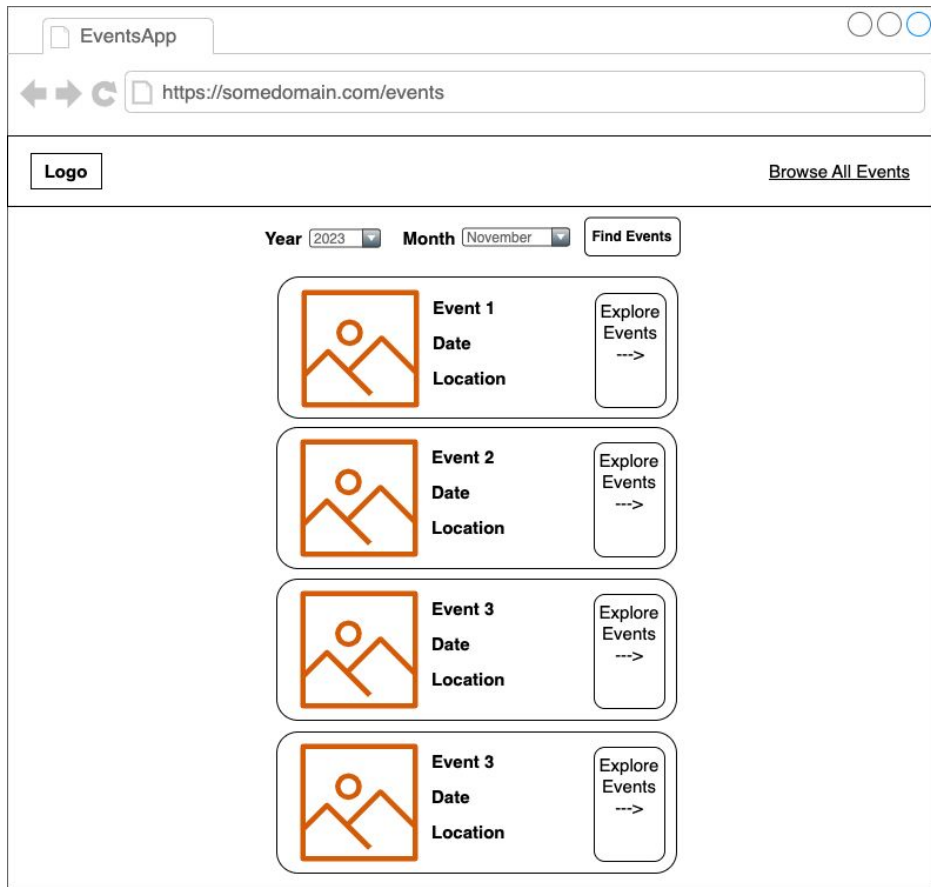 EventsApp
https://somedomain.com/events
Logo
Browse All Events
Year 2023 Month November Find Events
Event 1
Date
Location
Explore
Events
--->
Event 2
Date
Location
Explore
Events
--->
Event 3
Date
Location
Explore
Events
--->
Event 3
Date
Location
Explore
Events
--->